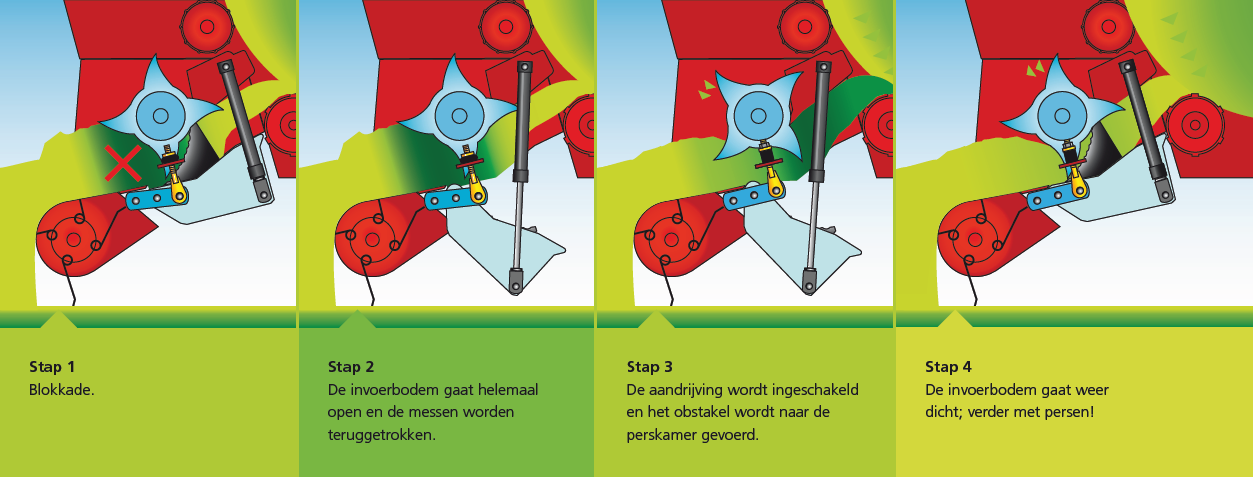 Stap 1
Blokkade.
Stap 2
De invoerbodem gaat helemaal
open en de messen worden
teruggetrokken.
Stap 3
De aandrijving wordt ingeschakeld
en het obstakel wordt naar de
perskamer gevoerd.
Stap 4
De invoerbodem gaat weer
dicht; verder met persen!